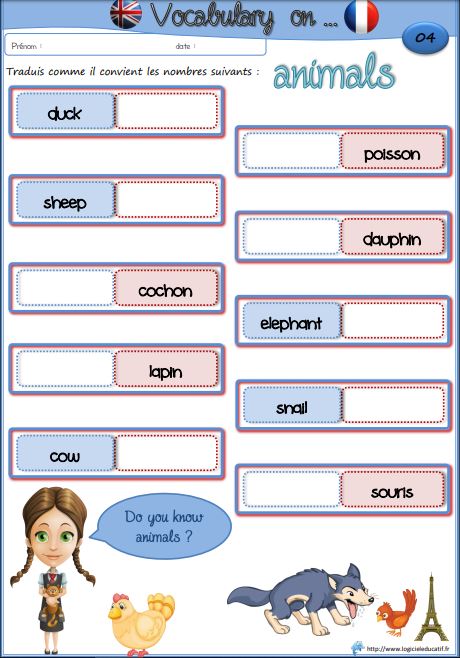 Vocabulary on ...
04
Prénom :
date :
Traduis comme il convient les nombres suivants :
animals
duck
sheep
cochon
lapin
cow
poisson
dauphin
elephant
snail
souris
Do you know
animals ?
http://www.logicieleducatif.fr